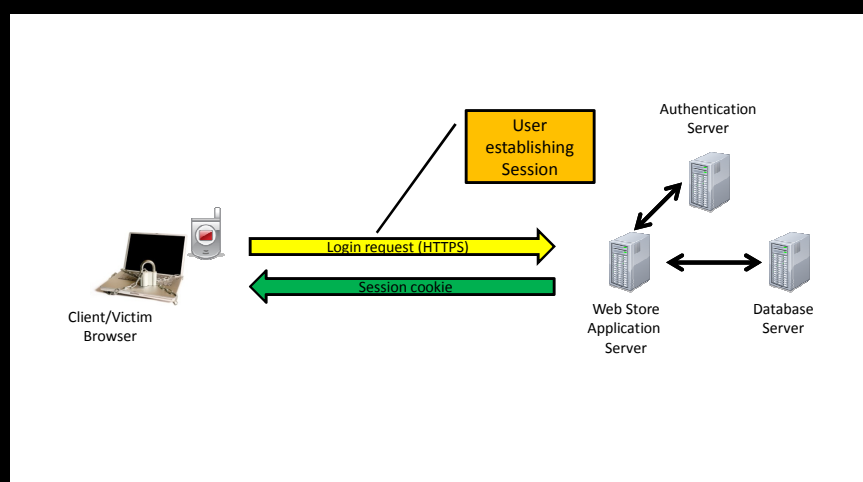 User
establishing
Session
Authentication
Server
Login request (HTTPS)
Session cookie
Client/Victim
Browser
Web Store
Application
Server
Database
Server